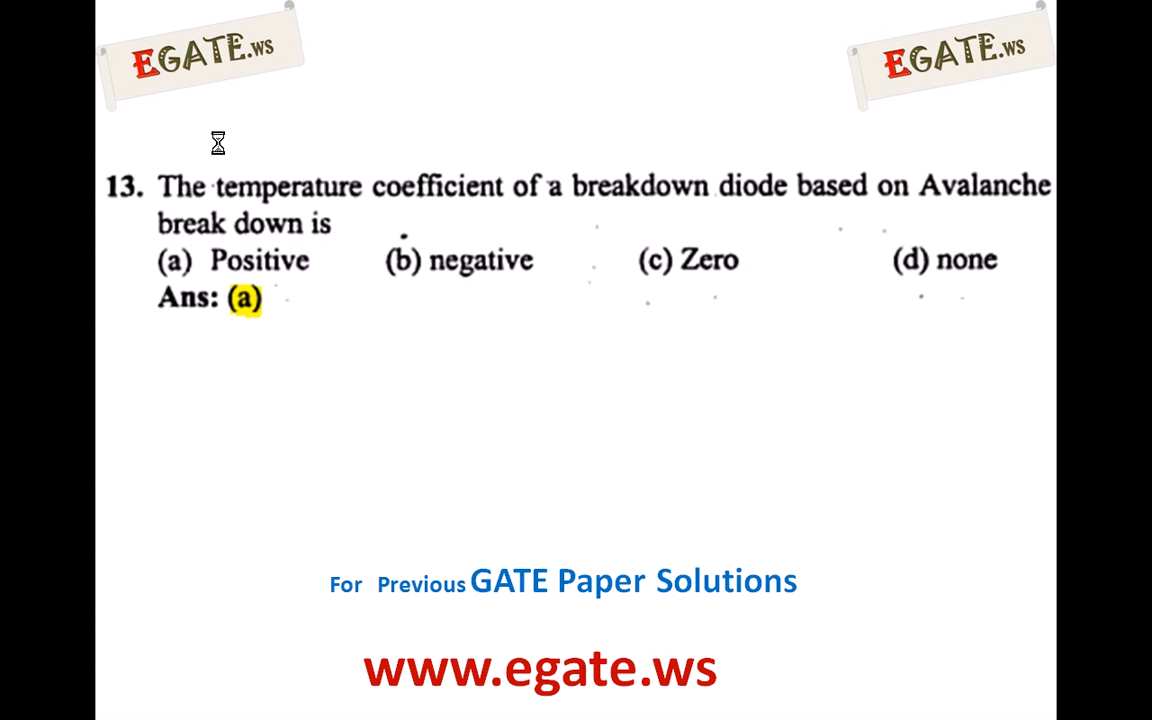 EGATE.ws
EGATE.ws
13. The temperature coefficient of a breakdown diode based on Avalanche
break down is
(a) Positive (b) negative (c) Zero (d) none
Ans: (a)
For Previous GATE Paper Solutions
www.egate.ws